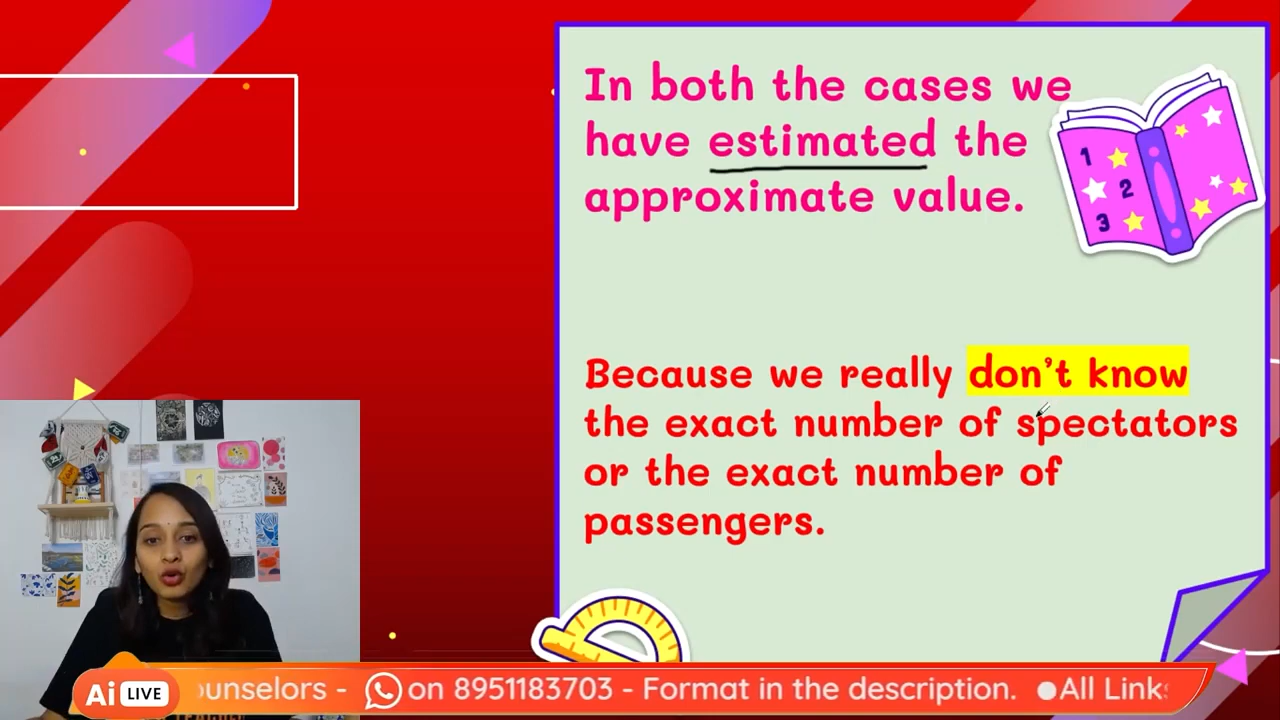 In both the cases we
have estimated the
approximate value.
1
2
3
Because we really don't know
the exact number of spectators
or the exact number of
passengers.
Ai LIVE
ounselors - on 8951183703 - Format in the description. ●All Link